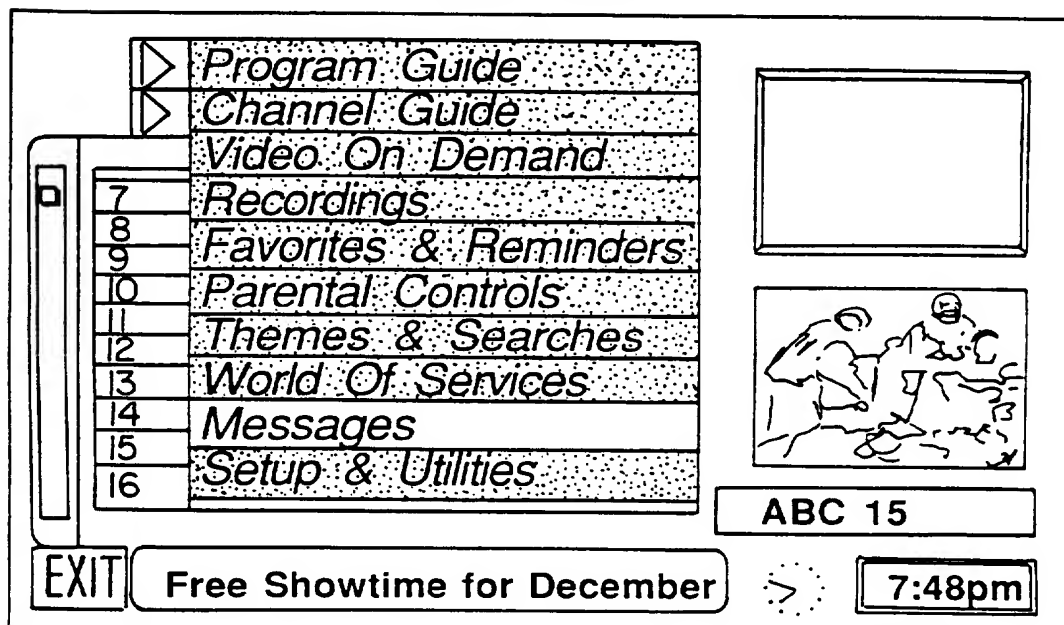 Program Guide
Channel Guide
Video On Demand
7 Recordings
8
9 Favorites & Reminders
10 Parental Controls
11
12 Themes & Searches
13 World Of Services
14 Messages
15
16 Setup & Utilities
ABC 15
EXIT Free Showtime for December 7:48pm